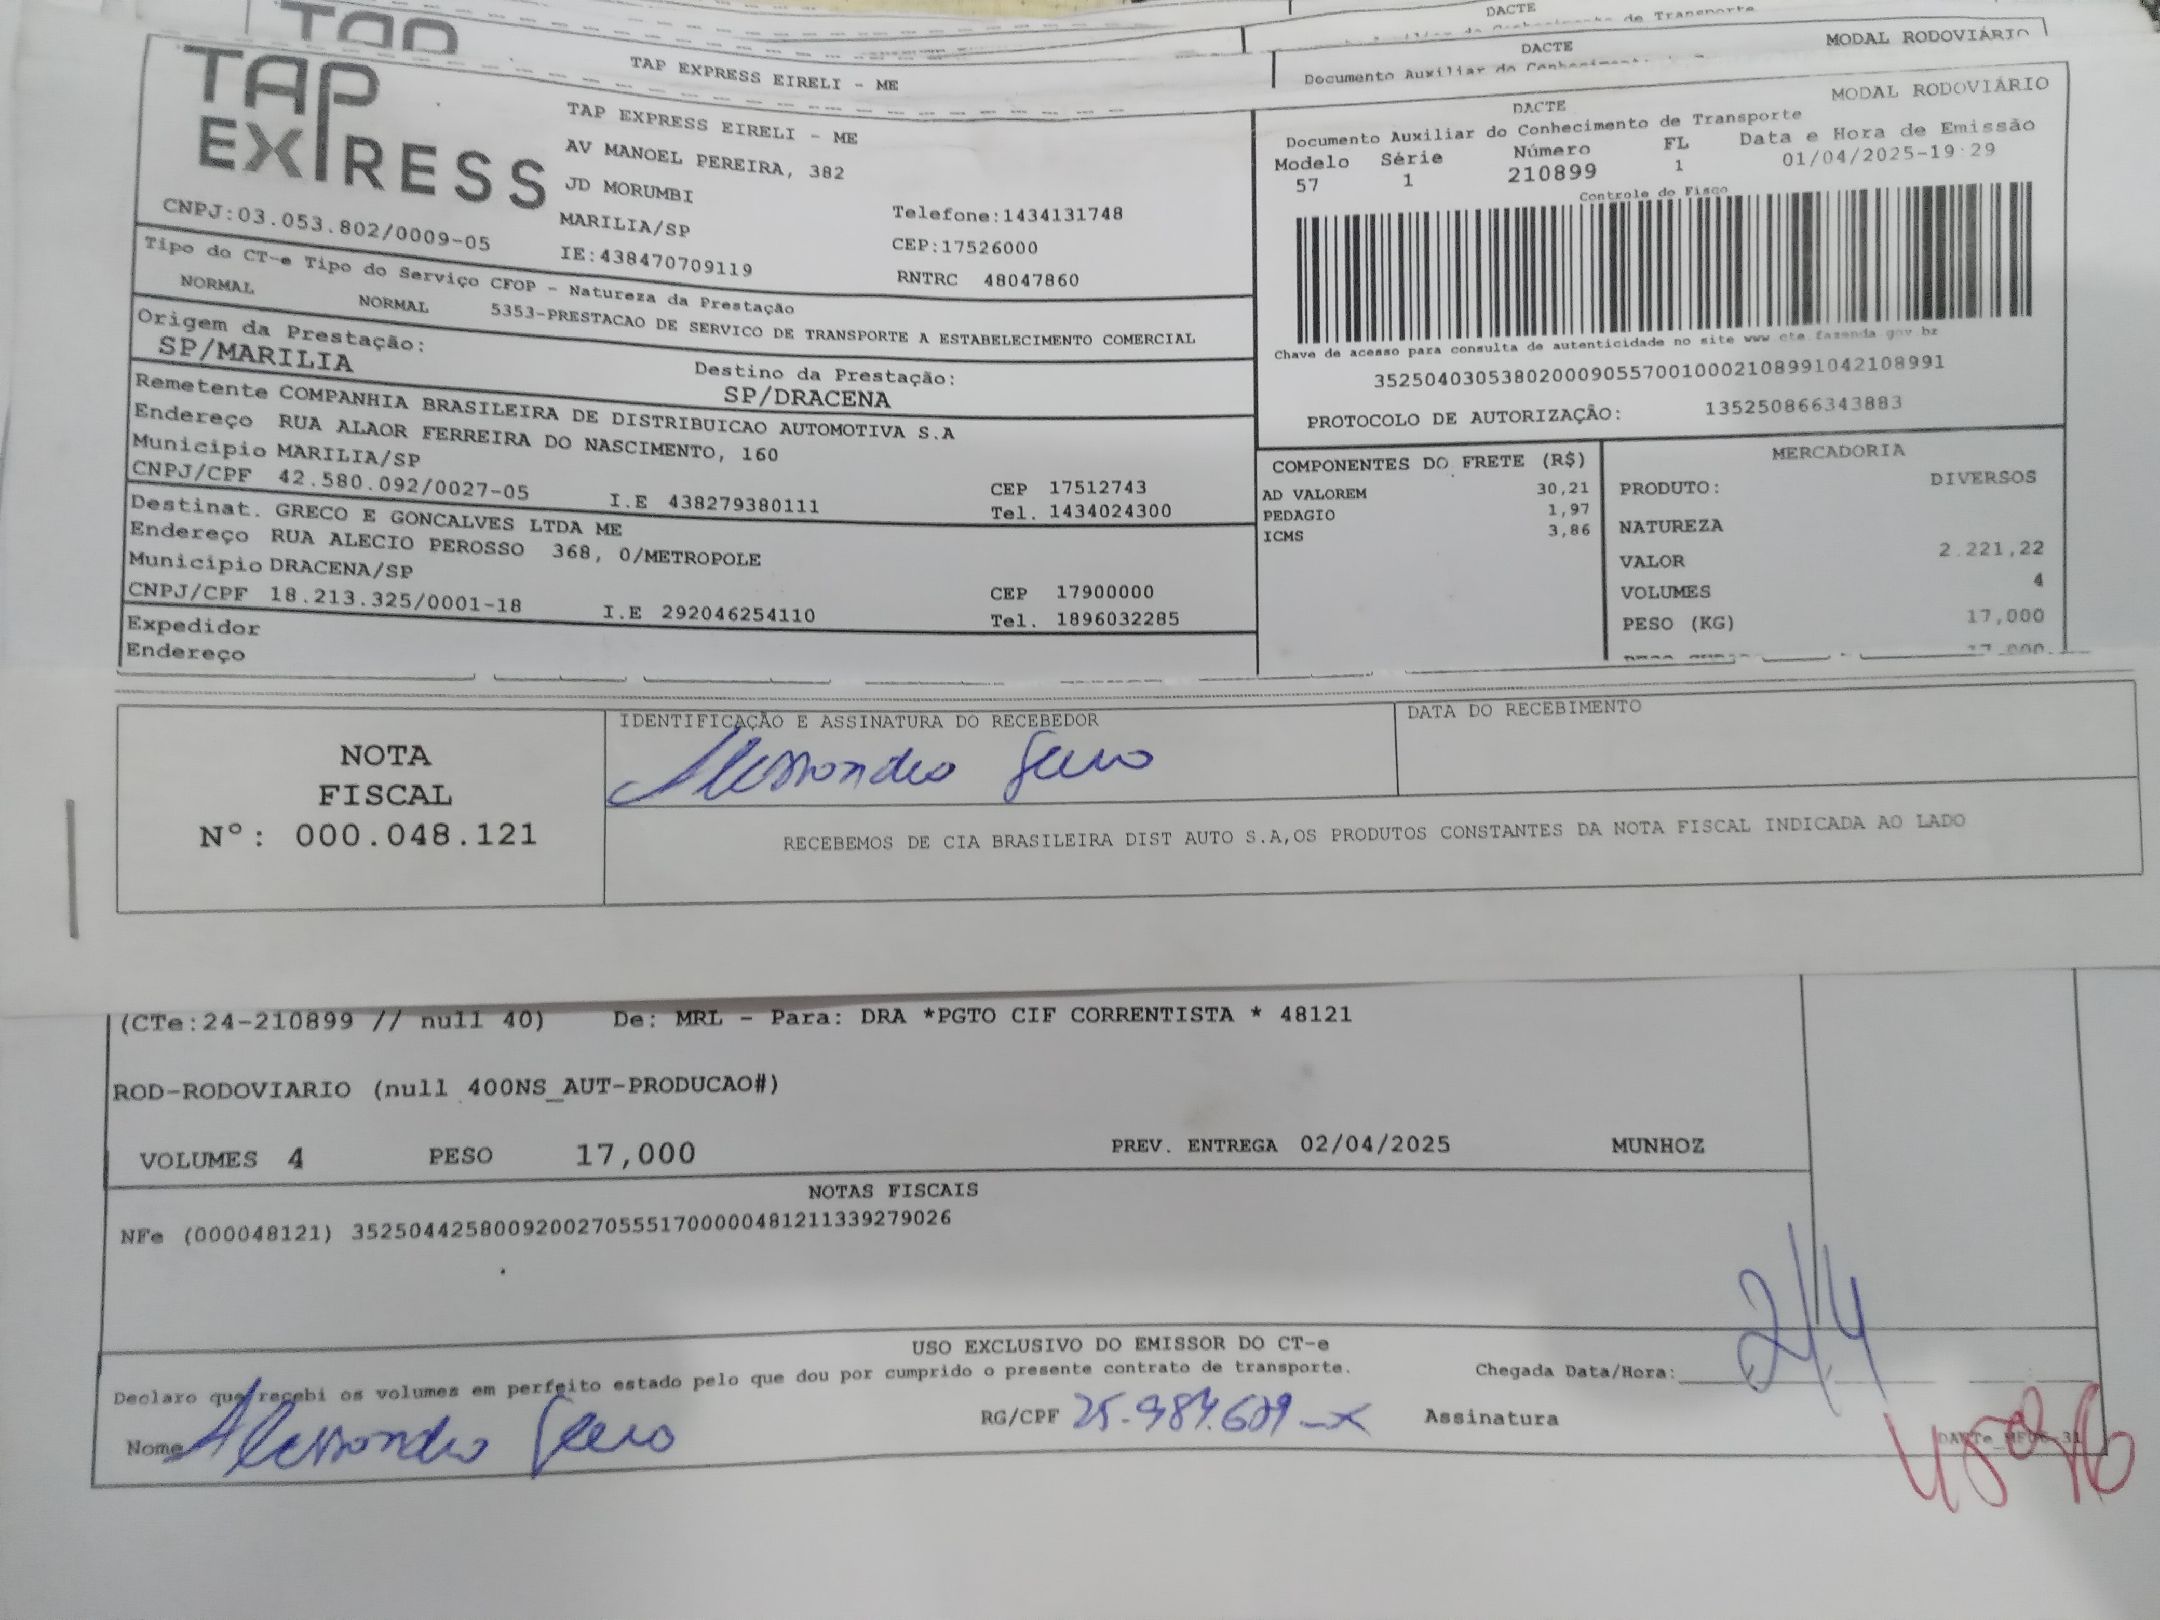 TAP
DACTE
TAP EXPRESS EIRELI - ME
DACTE
MODAL RODOVIÁRIO
TAP EXPRESS
TAP EXPRESS EIRELI - ME
AV MANOEL PEREIRA, 382
JD MORUMBI
MARILIA/SP
Telefone:1434131748
CEP:17526000
IE:438470709119
RNTRC 48047860
CNPJ:03.053.802/0009-05
DACTE
MODAL RODOVIÁRIO
Documento Auxiliar do Conhecimento de Transporte
Modelo Série Número FL Data e Hora de Emissão
57 1 210899 1 01/04/2025-19:29
Controle do Fisco
Chave de acesso para consulta de autenticidade no site www.cte.fazenda.gov.br
35250403053802000905570010002108991042108991
PROTOCOLO DE AUTORIZAÇÃO: 135250866343883
Tipo do CT-e Tipo do Serviço CFOP - Natureza da Prestação
NORMAL NORMAL 5353-PRESTACAO DE SERVICO DE TRANSPORTE A ESTABELECIMENTO COMERCIAL
Origem da Prestação:
SP/MARILIA
Destino da Prestação:
SP/DRACENA
Remetente COMPANHIA BRASILEIRA DE DISTRIBUICAO AUTOMOTIVA S.A
Endereço RUA ALAOR FERREIRA DO NASCIMENTO, 160
Município MARILIA/SP
CEP 17512743
CNPJ/CPF 42.580.092/0027-05 I.E 438279380111 Tel. 1434024300
Destinat. GRECO E GONCALVES LTDA ME
Endereço RUA ALECIO PEROSSO 368, 0/METROPOLE
Município DRACENA/SP
CEP 17900000
CNPJ/CPF 18.213.325/0001-18 I.E 292046254110 Tel. 1896032285
Expedidor
Endereço
COMPONENTES DO FRETE (R$)
AD VALOREM 30,21
PEDAGIO 1,97
ICMS 3,86
MERCADORIA
PRODUTO: DIVERSOS
NATUREZA
VALOR 2.221,22
VOLUMES 4
PESO (KG) 17,000
NOTA
FISCAL
Nº: 000.048.121
IDENTIFICAÇÃO E ASSINATURA DO RECEBEDOR
DATA DO RECEBIMENTO
Alessandro
RECEBEMOS DE CIA BRASILEIRA DIST AUTO S.A,OS PRODUTOS CONSTANTES DA NOTA FISCAL INDICADA AO LADO
(CTe:24-210899 // null 40) De: MRL - Para: DRA *PGTO CIF CORRENTISTA * 48121
ROD-RODOVIARIO (null 400NS_AUT-PRODUCAO#)
VOLUMES 4 PESO 17,000 PREV. ENTREGA 02/04/2025 MUNHOZ
NOTAS FISCAIS
NFe (000048121) 35250442580092002705551700000481211339279026
USO EXCLUSIVO DO EMISSOR DO CT-e
Declaro que recebi os volumes em perfeito estado pelo que dou por cumprido o presente contrato de transporte.
Chegada Data/Hora: 2/4
Nome Alessandro
RG/CPF
Assinatura